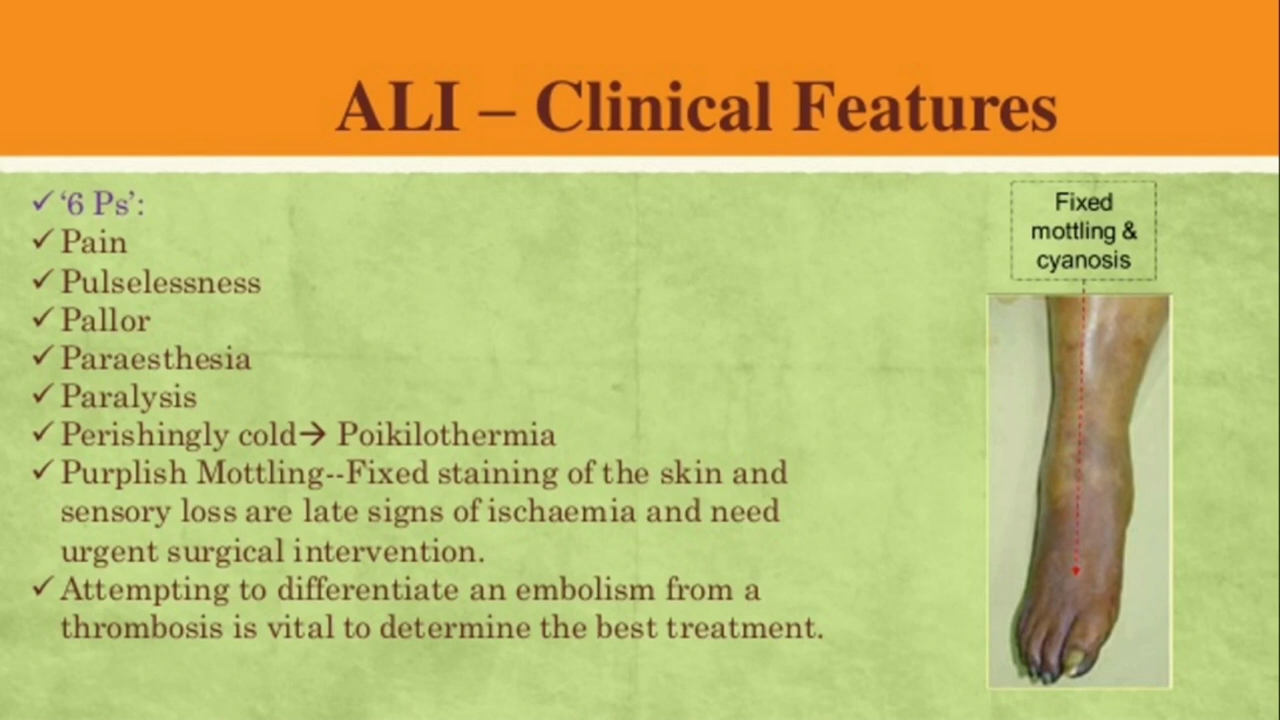 ALI – Clinical Features
✓ ‘6 Ps’:
✓ Pain
✓ Pulselessness
✓ Pallor
✓ Paraesthesia
✓ Paralysis
✓ Perishingly cold→ Poikilothermia
✓ Purplish Mottling--Fixed staining of the skin and
sensory loss are late signs of ischaemia and need
urgent surgical intervention.
✓ Attempting to differentiate an embolism from a
thrombosis is vital to determine the best treatment.
Fixed
mottling &
cyanosis